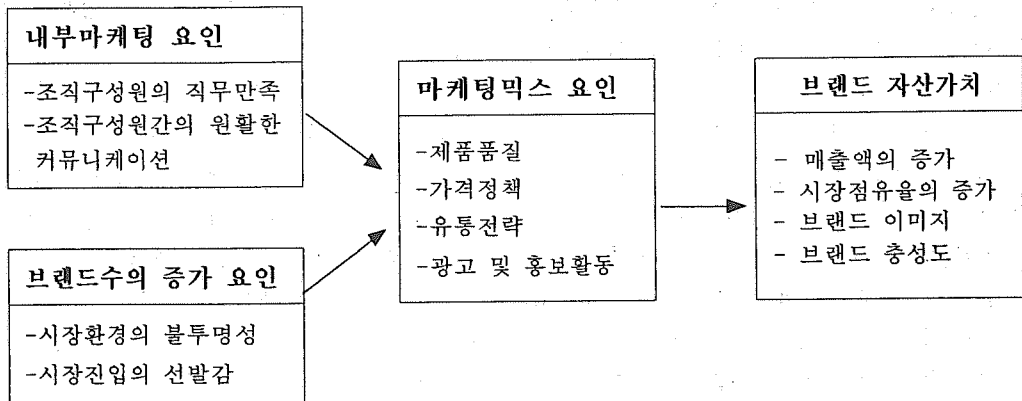 내부마케팅 요인
-조직구성원의 직무만족
-조직구성원간의 원활한
커뮤니케이션
브랜드수의 증가 요인
-시장환경의 불투명성
-시장진입의 선발감
마케팅믹스 요인
-제품품질
-가격정책
-유통전략
-광고 및 홍보활동
브랜드 자산가치
- 매출액의 증가
- 시장점유율의 증가
- 브랜드 이미지
- 브랜드 충성도